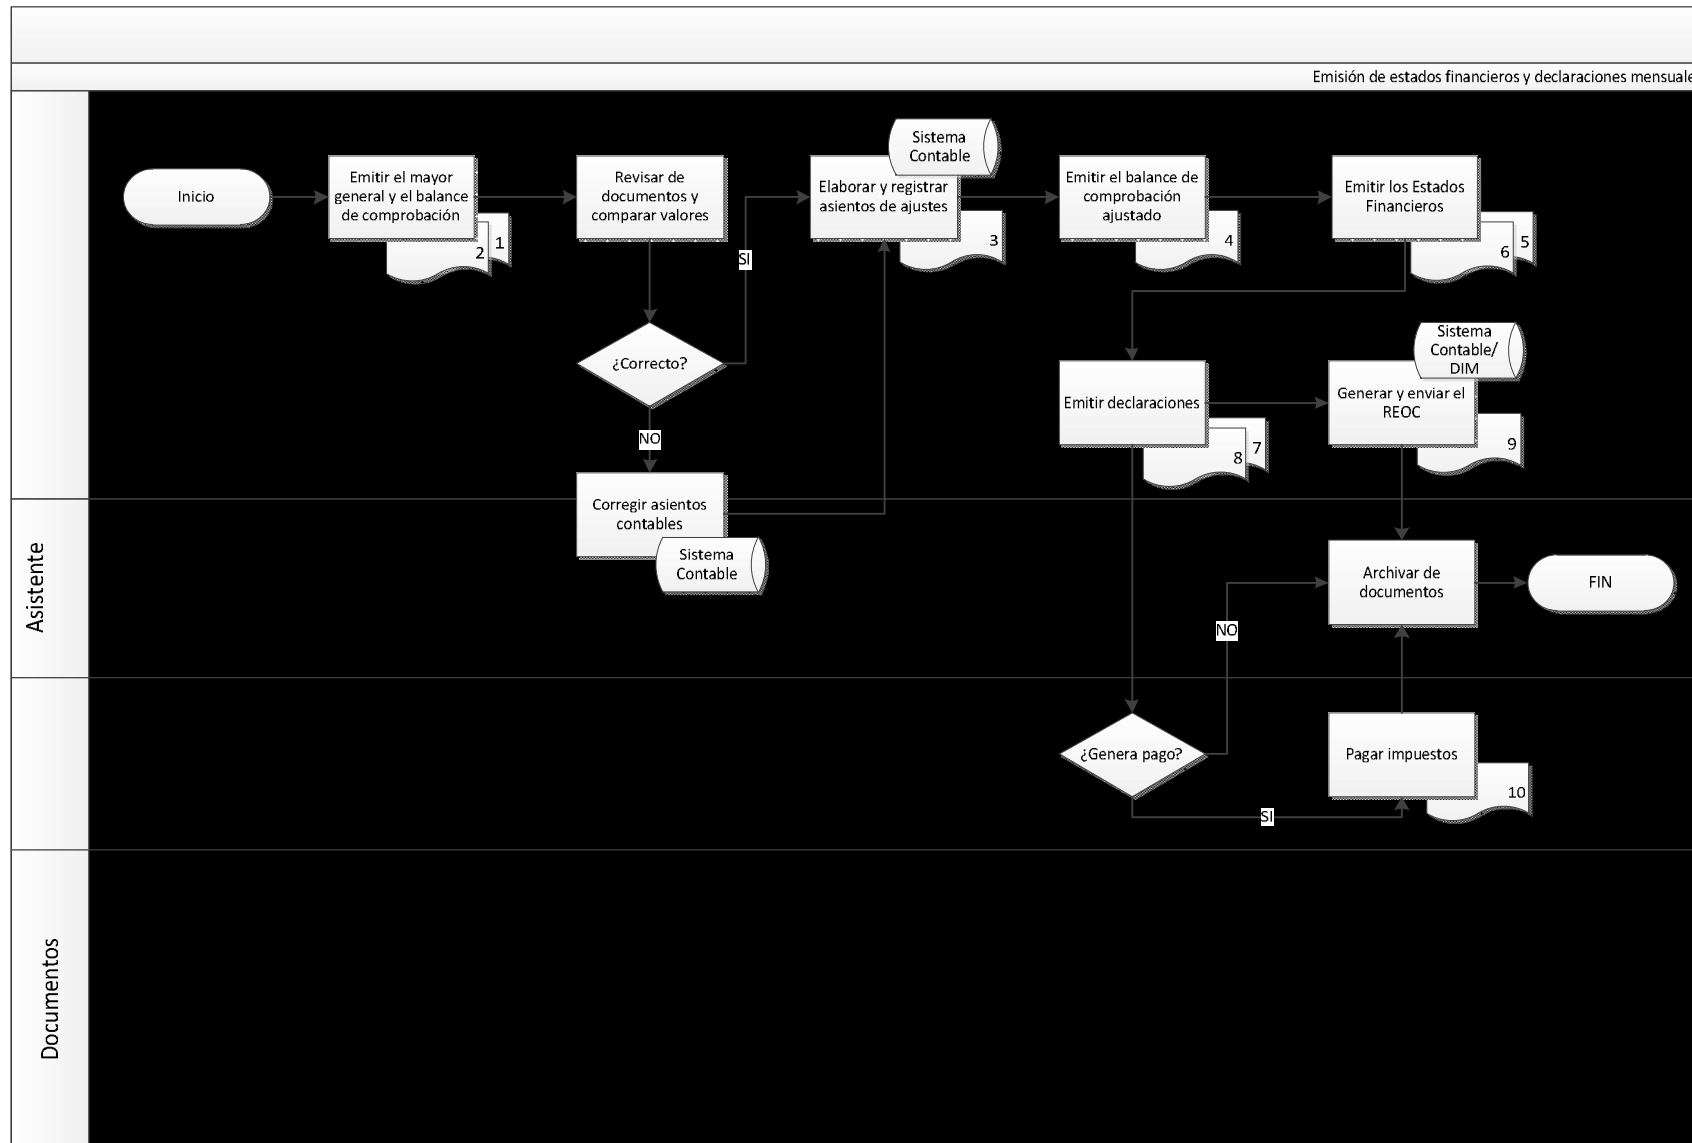 Emisión de estados financieros y declaraciones mensuale
Inicio
Emitir el mayor
general y el balance
de comprobación
1
2
Revisar de
documentos y
comparar valores
SI
Sistema
Contable
Elaborar y registrar
asientos de ajustes
3
Emitir el balance de
comprobación
ajustado
4
Emitir los Estados
Financieros
5
6
¿Correcto?
NO
Emitir declaraciones
7
8
Sistema
Contable/
DIM
Generar y enviar el
REOC
9
Asistente
Corregir asientos
contables
Sistema
Contable
Archivar de
documentos
FIN
NO
¿Genera pago?
SI
Pagar impuestos
10
Documentos